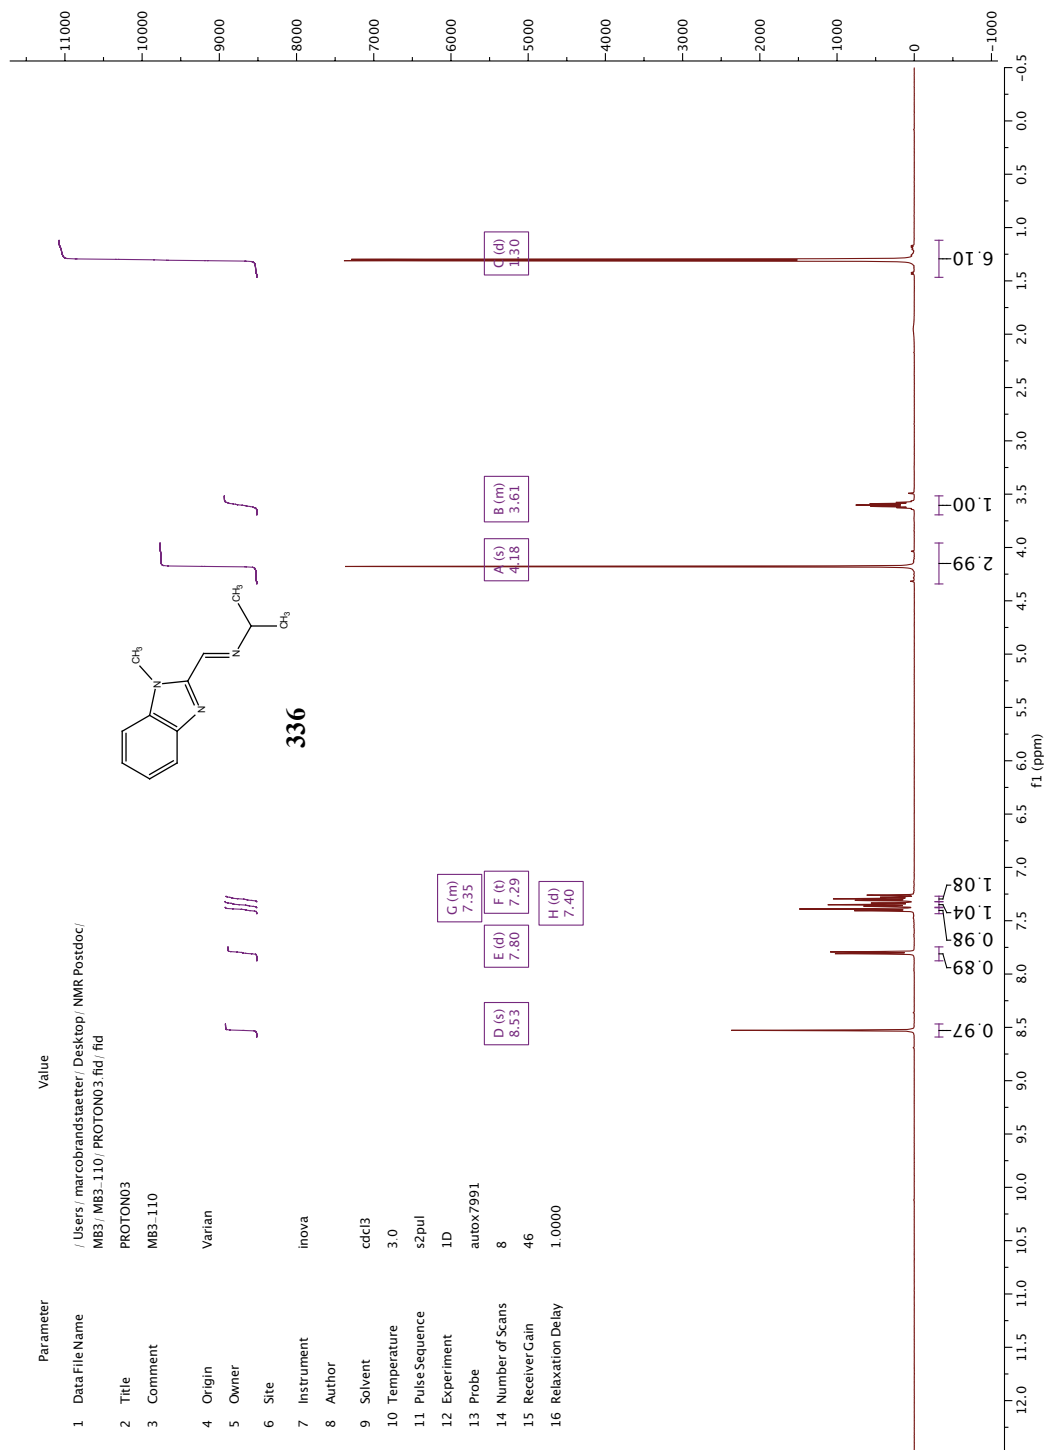 Parameter Value
1 Data File Name / Users / marcobrandstaetter / Desktop / NMR Postdoc /
MB3 / MB3-110 / PROTON03.fid / fid
2 Title PROTON03
3 Comment MB3-110
4 Origin Varian
5 Owner
6 Site
7 Instrument inova
8 Author
9 Solvent cdcl3
10 Temperature 3.0
11 Pulse Sequence s2pul
12 Experiment 1D
13 Probe autox7991
14 Number of Scans 8
15 Receiver Gain 46
16 Relaxation Delay 1.0000
N
CH3
N
N
CH3
CH3
336
G (m)
7.35
D (s)
8.53
E (d)
7.80
F (t)
7.29
A (s)
4.18
B (m)
3.61
(d)
1.30
H (d)
7.40
0.97
0.89
0.98
1.04
1.08
2.99
1.00
6.10
12.0 11.5 11.0 10.5 10.0 9.5 9.0 8.5 8.0 7.5 7.0 6.5 6.0 5.5 5.0 4.5 4.0 3.5 3.0 2.5 2.0 1.5 1.0 0.5 0.0 -0.5
f1 (ppm)
11000
10000
9000
8000
7000
6000
5000
4000
3000
2000
1000
0
-1000